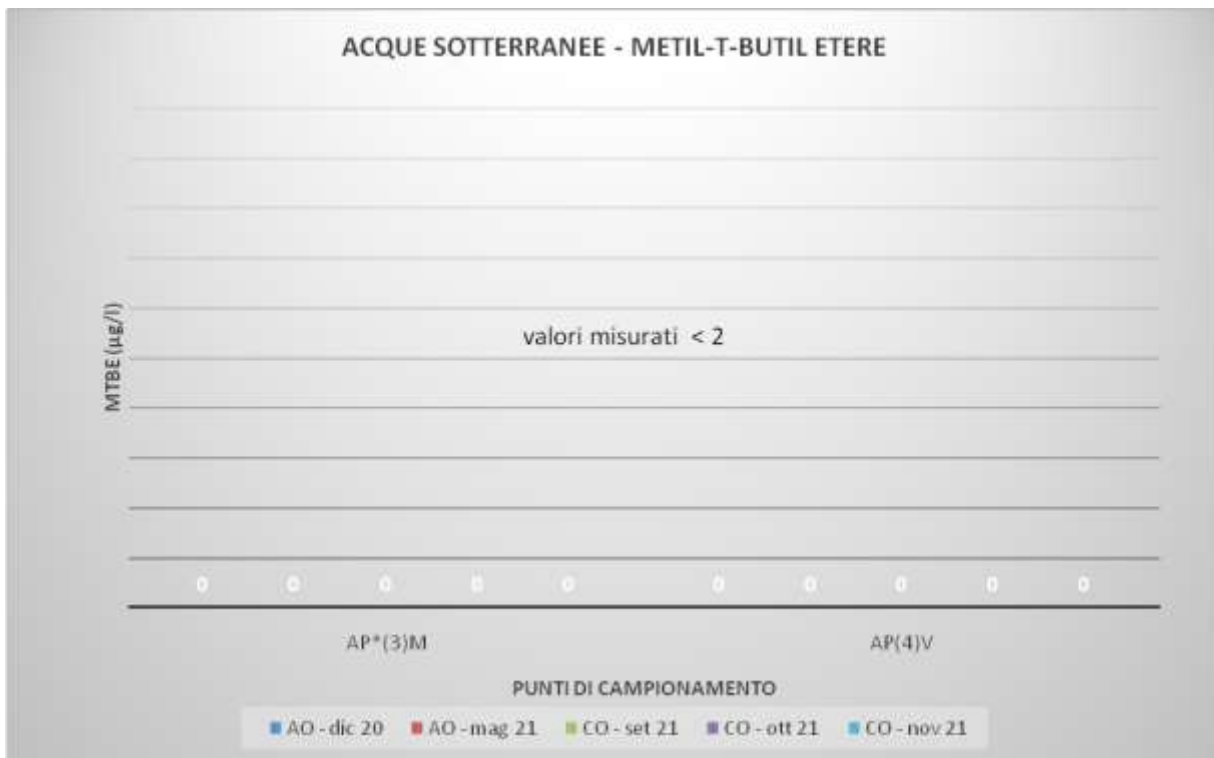 ACQUE SOTTERRANEE - METIL-T-BUTIL ETERE
MTBE (µg/l)
valori misurati < 2
0 0 0 0 0 0 0 0 0 0
AP*(3)M AP(4)V
PUNTI DI CAMPIONAMENTO
AO - dic 20 AO - mag 21 CO - set 21 CO - ott 21 CO - nov 21